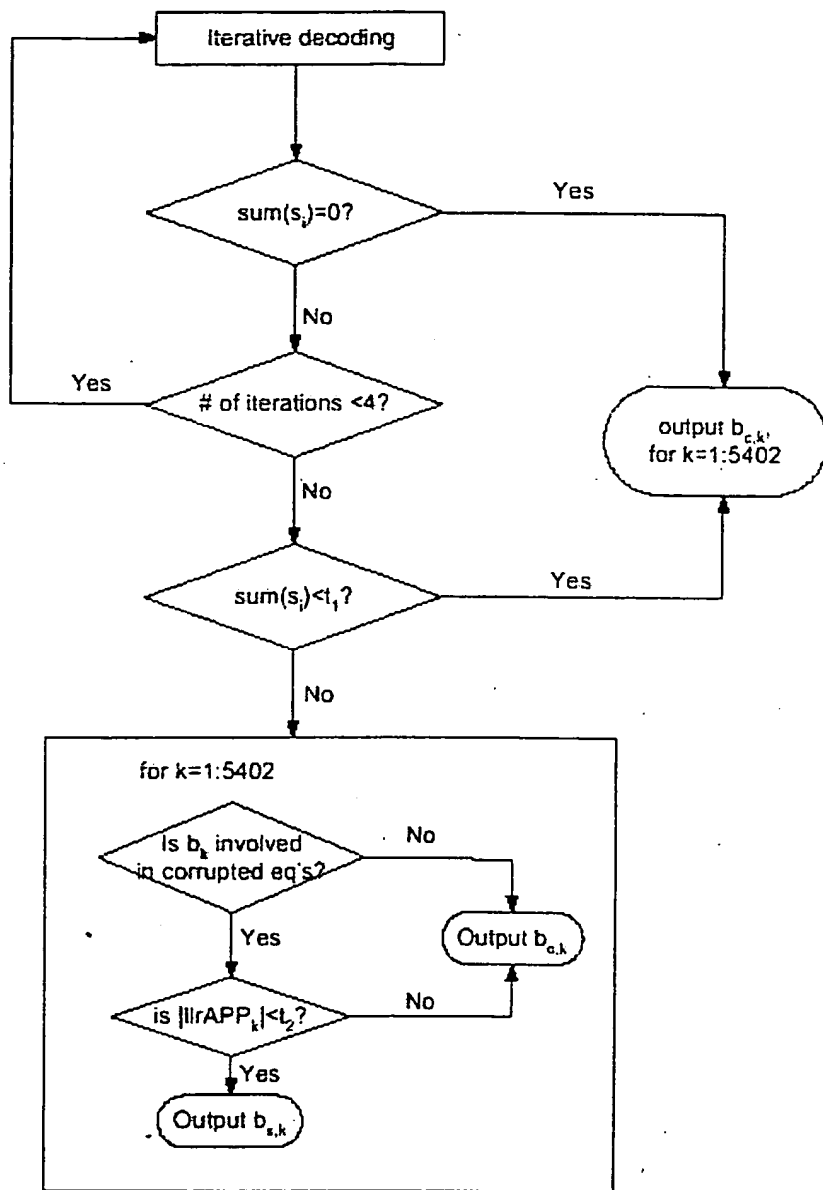 Iterative decoding
sum(s_i)=0?
Yes
No
Yes
# of iterations <4?
output b_c,k,
for k=1:5402
No
sum(s_i)<t_1?
Yes
No
for k=1:5402
Is b_k involved
in corrupted eq's?
No
Yes
Output b_c,k
is |llrAPP_k|<t_2?
No
Yes
Output b_s,k